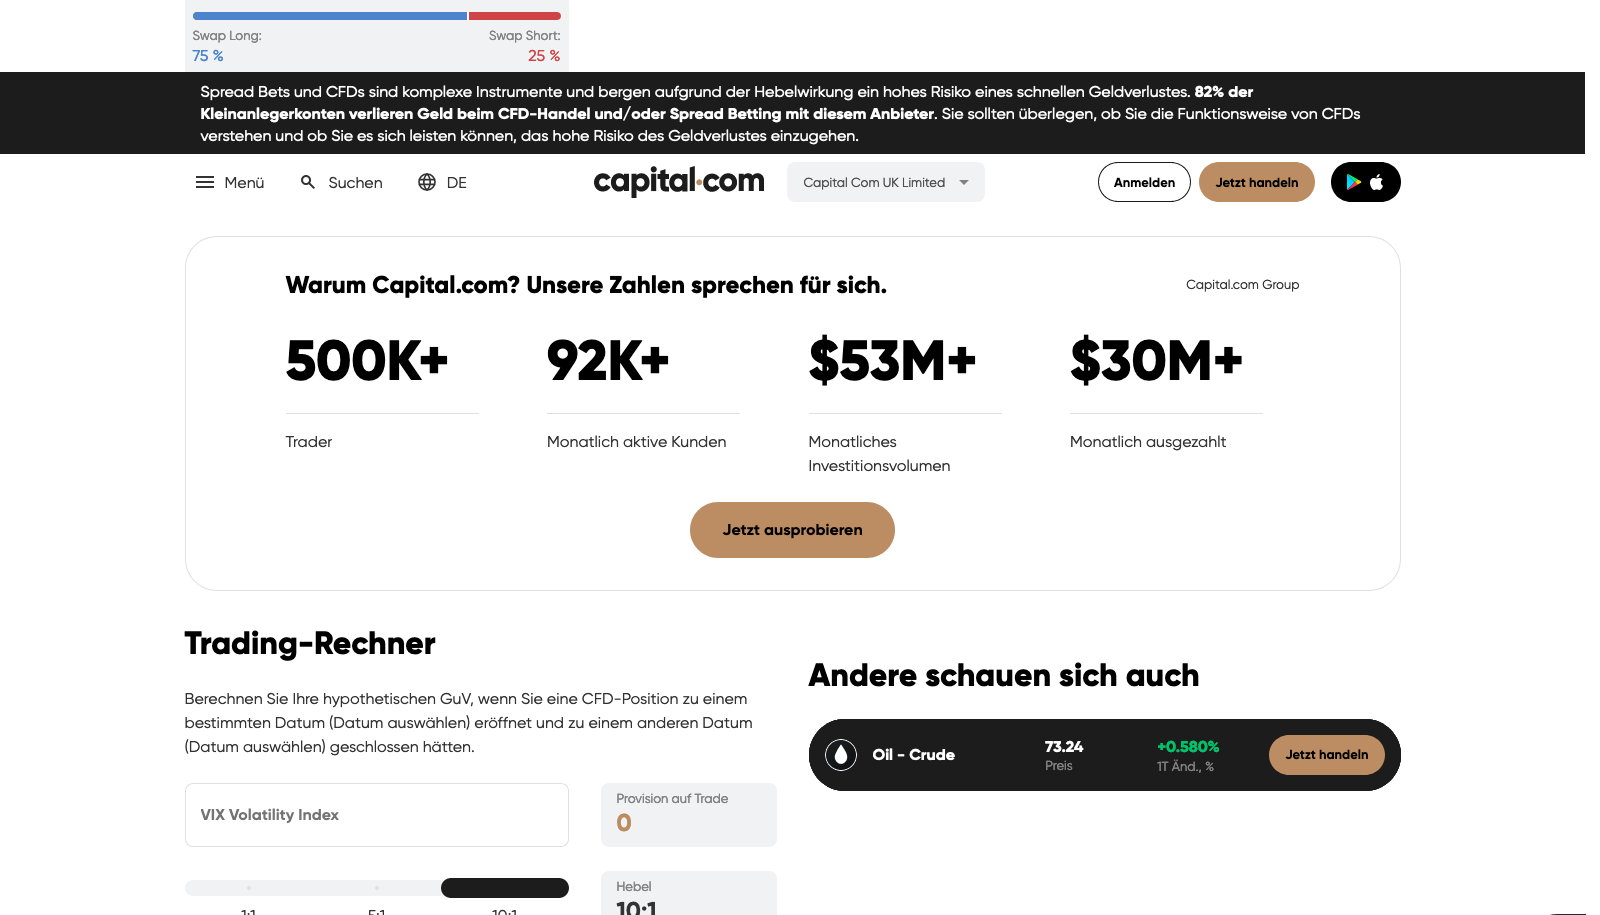 Swap Long:
Swap Short:
75 %
25 %
Spread Bets und CFDs sind komplexe Instrumente und bergen aufgrund der Hebelwirkung ein hohes Risiko eines schnellen Geldverlustes. 82% der
Kleinanlegerkonten verlieren Geld beim CFD-Handel und/oder Spread Betting mit diesem Anbieter. Sie sollten überlegen, ob Sie die Funktionsweise von CFDs
verstehen und ob Sie es sich leisten können, das hohe Risiko des Geldverlustes einzugehen.
Menü
Suchen
DE
capital.com
Capital Com UK Limited
Anmelden
Jetzt handeln
Warum Capital.com? Unsere Zahlen sprechen für sich.
Capital.com Group
500K+
92K+
$53M+
$30M+
Trader
Monatlich aktive Kunden
Monatliches
Investitionsvolumen
Monatlich ausgezahlt
Jetzt ausprobieren
Trading-Rechner
Berechnen Sie Ihre hypothetischen GuV, wenn Sie eine CFD-Position zu einem
bestimmten Datum (Datum auswählen) eröffnet und zu einem anderen Datum
(Datum auswählen) geschlossen hätten.
VIX Volatility Index
Provision auf Trade
0
Hebel
10:1
1:1
5:1
10:1
Andere schauen sich auch
Oil - Crude
73.24
Preis
+0.580%
1T Änd., %
Jetzt handeln